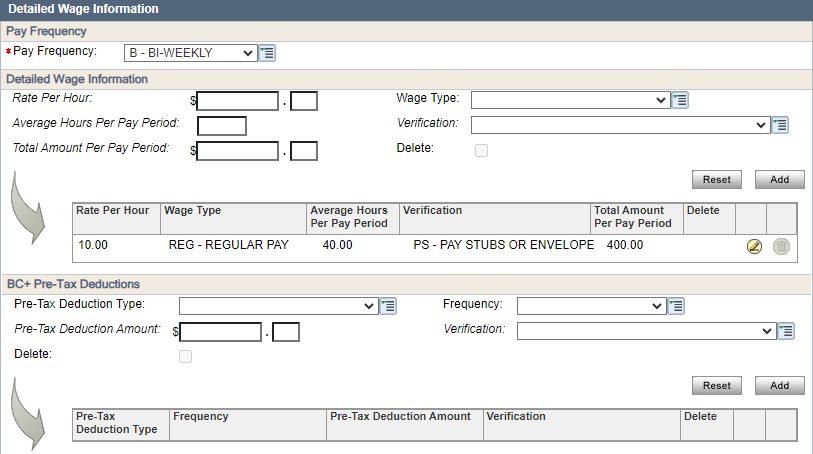 Detailed Wage Information
Pay Frequency
*Pay Frequency: B - BI-WEEKLY
Detailed Wage Information
Rate Per Hour: $ . Wage Type:
Average Hours Per Pay Period: Verification:
Total Amount Per Pay Period: $ . Delete:
Reset Add
Rate Per Hour Wage Type Average Hours Verification Total Amount Delete
Per Pay Period Per Pay Period
10.00 REG - REGULAR PAY 40.00 PS - PAY STUBS OR ENVELOPE 400.00
BC+ Pre-Tax Deductions
Pre-Tax Deduction Type: Frequency:
Pre-Tax Deduction Amount: $ . Verification:
Delete:
Reset Add
Pre-Tax Frequency Pre-Tax Deduction Amount Verification Delete
Deduction Type